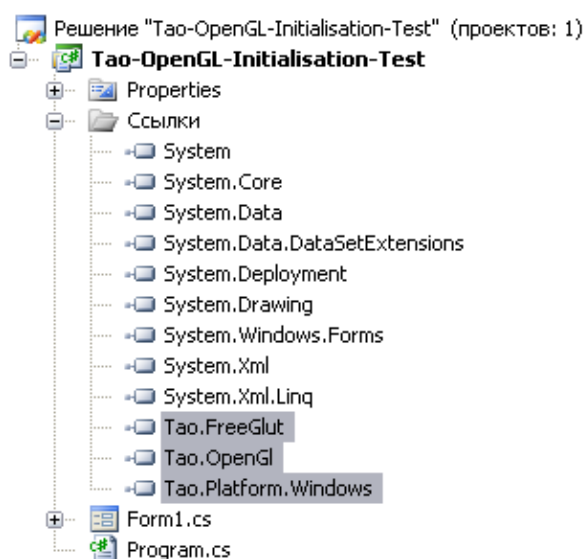 Решение "Tao-OpenGL-Initialisation-Test" (проектов: 1)
Tao-OpenGL-Initialisation-Test
Properties
Ссылки
System
System.Core
System.Data
System.Data.DataSetExtensions
System.Deployment
System.Drawing
System.Windows.Forms
System.Xml
System.Xml.Linq
Tao.FreeGlut
Tao.OpenGl
Tao.Platform.Windows
Form1.cs
Program.cs